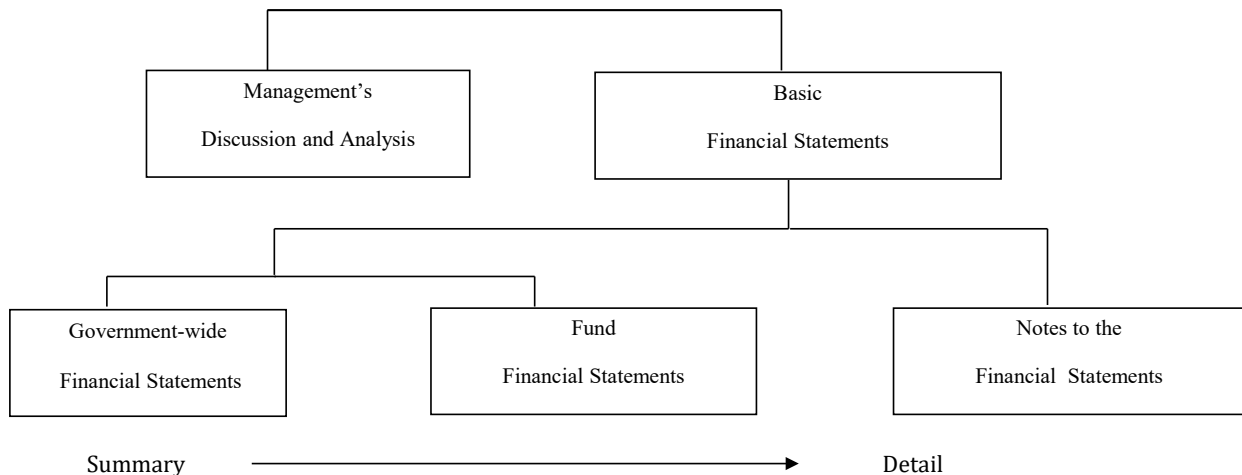 Management’s
Discussion and Analysis
Basic
Financial Statements
Government-wide
Financial Statements
Fund
Financial Statements
Notes to the
Financial Statements
Summary
Detail